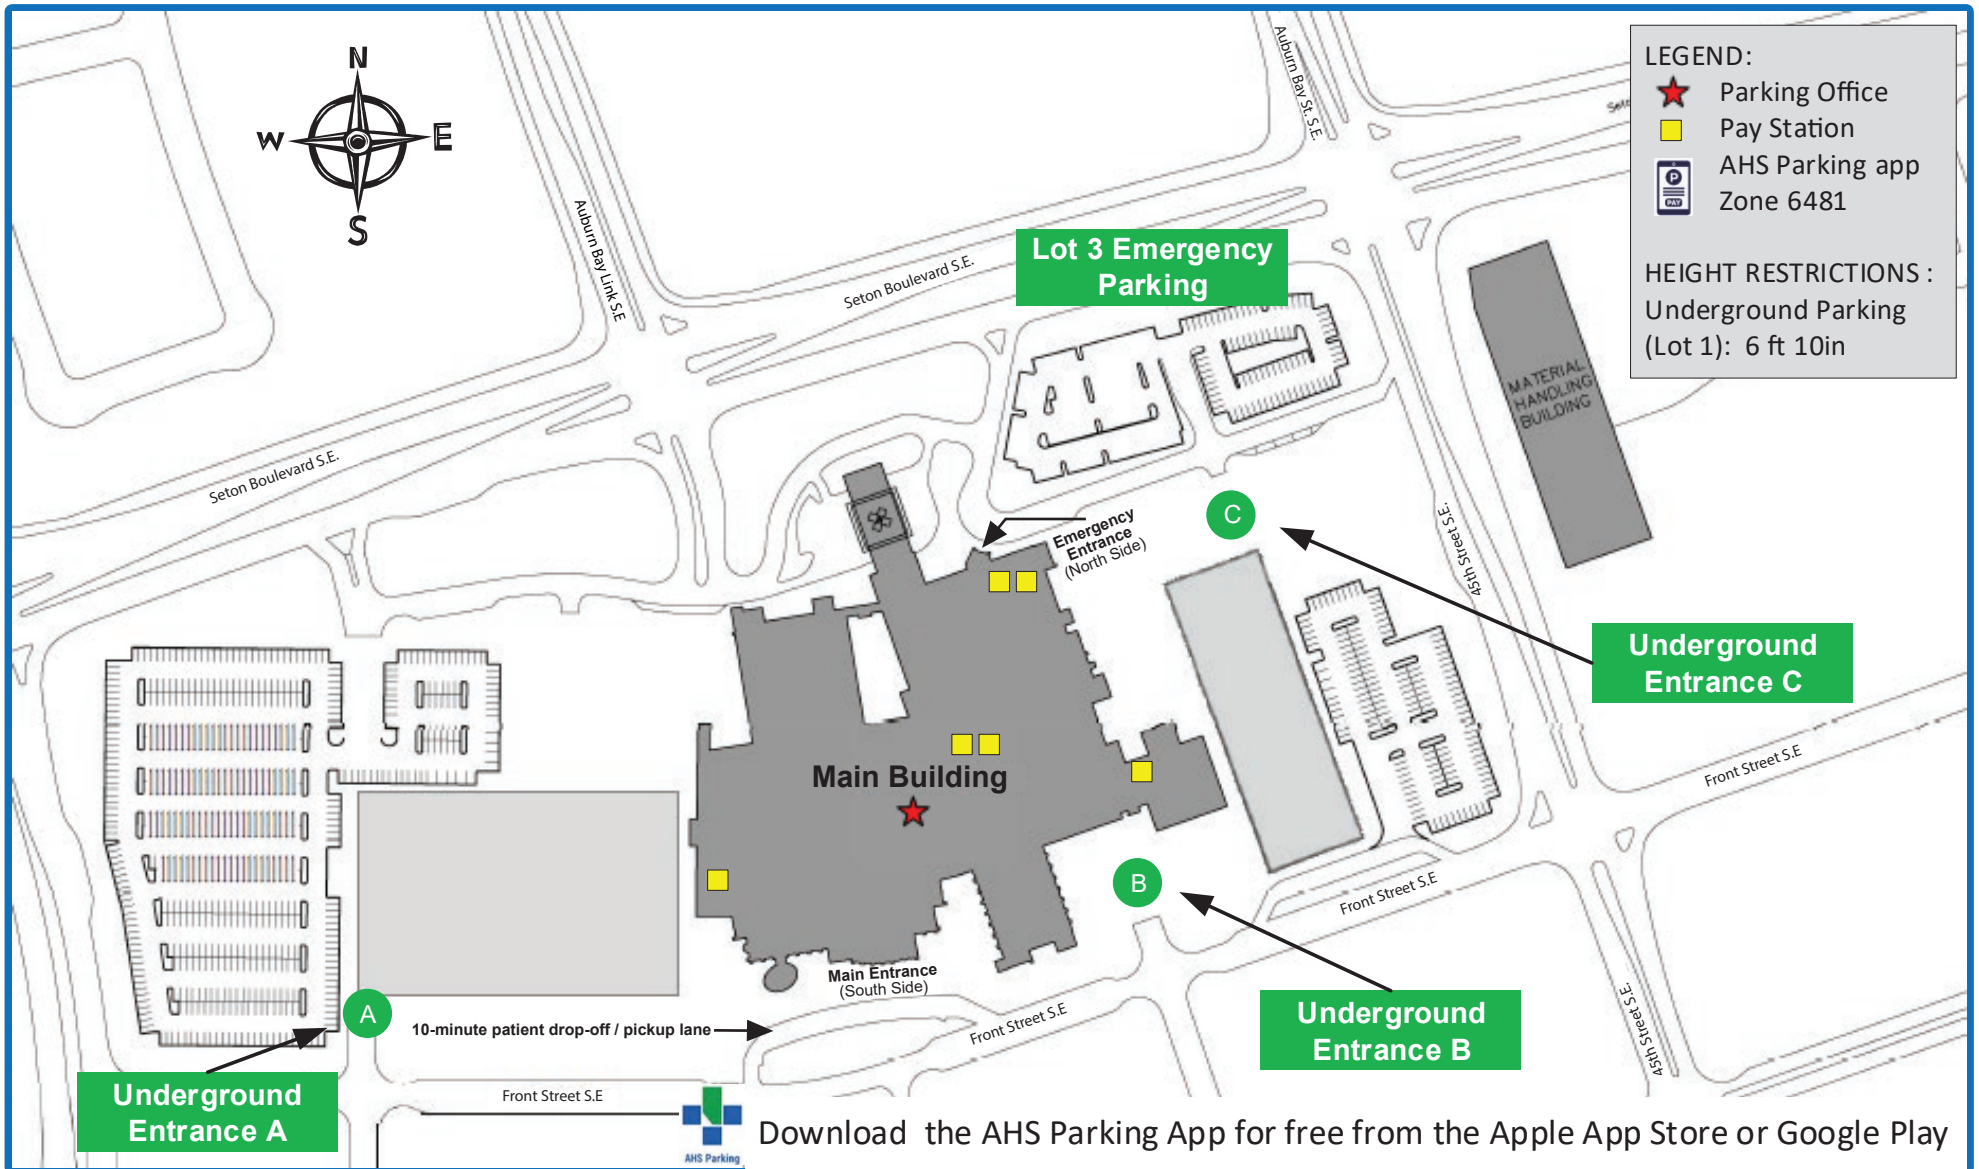 N
W
E
S
Auburn Bay Link S.E
Auburn Bay St. S.E.
LEGEND:
Parking Office
Pay Station
P
PAY
AHS Parking app
Zone 6481
HEIGHT RESTRICTIONS :
Underground Parking
(Lot 1): 6 ft 10in
Lot 3 Emergency
Parking
Seton Boulevard S.E.
Seton Boulevard S.E.
MATERIAL
HANDLING
BUILDING
Emergency
Entrance
(North Side)
C
45th Street S.E.
Underground
Entrance C
Front Street S.E
Main Building
B
Front Street S.E
Main Entrance
(South Side)
A
10-minute patient drop-off / pickup lane
Front Street S.E
Underground
Entrance B
45th Street S.E.
Underground
Entrance A
Front Street S.E
AHS Parking
Download the AHS Parking App for free from the Apple App Store or Google Play